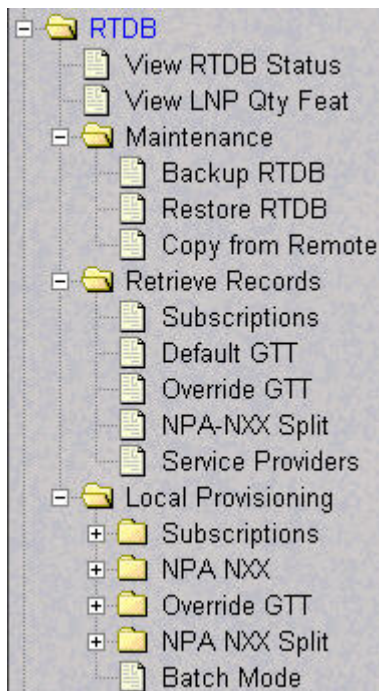 RTDB
View RTDB Status
View LNP Qty Feat
Maintenance
Backup RTDB
Restore RTDB
Copy from Remote
Retrieve Records
Subscriptions
Default GTT
Override GTT
NPA-NXX Split
Service Providers
Local Provisioning
Subscriptions
NPA NXX
Override GTT
NPA NXX Split
Batch Mode